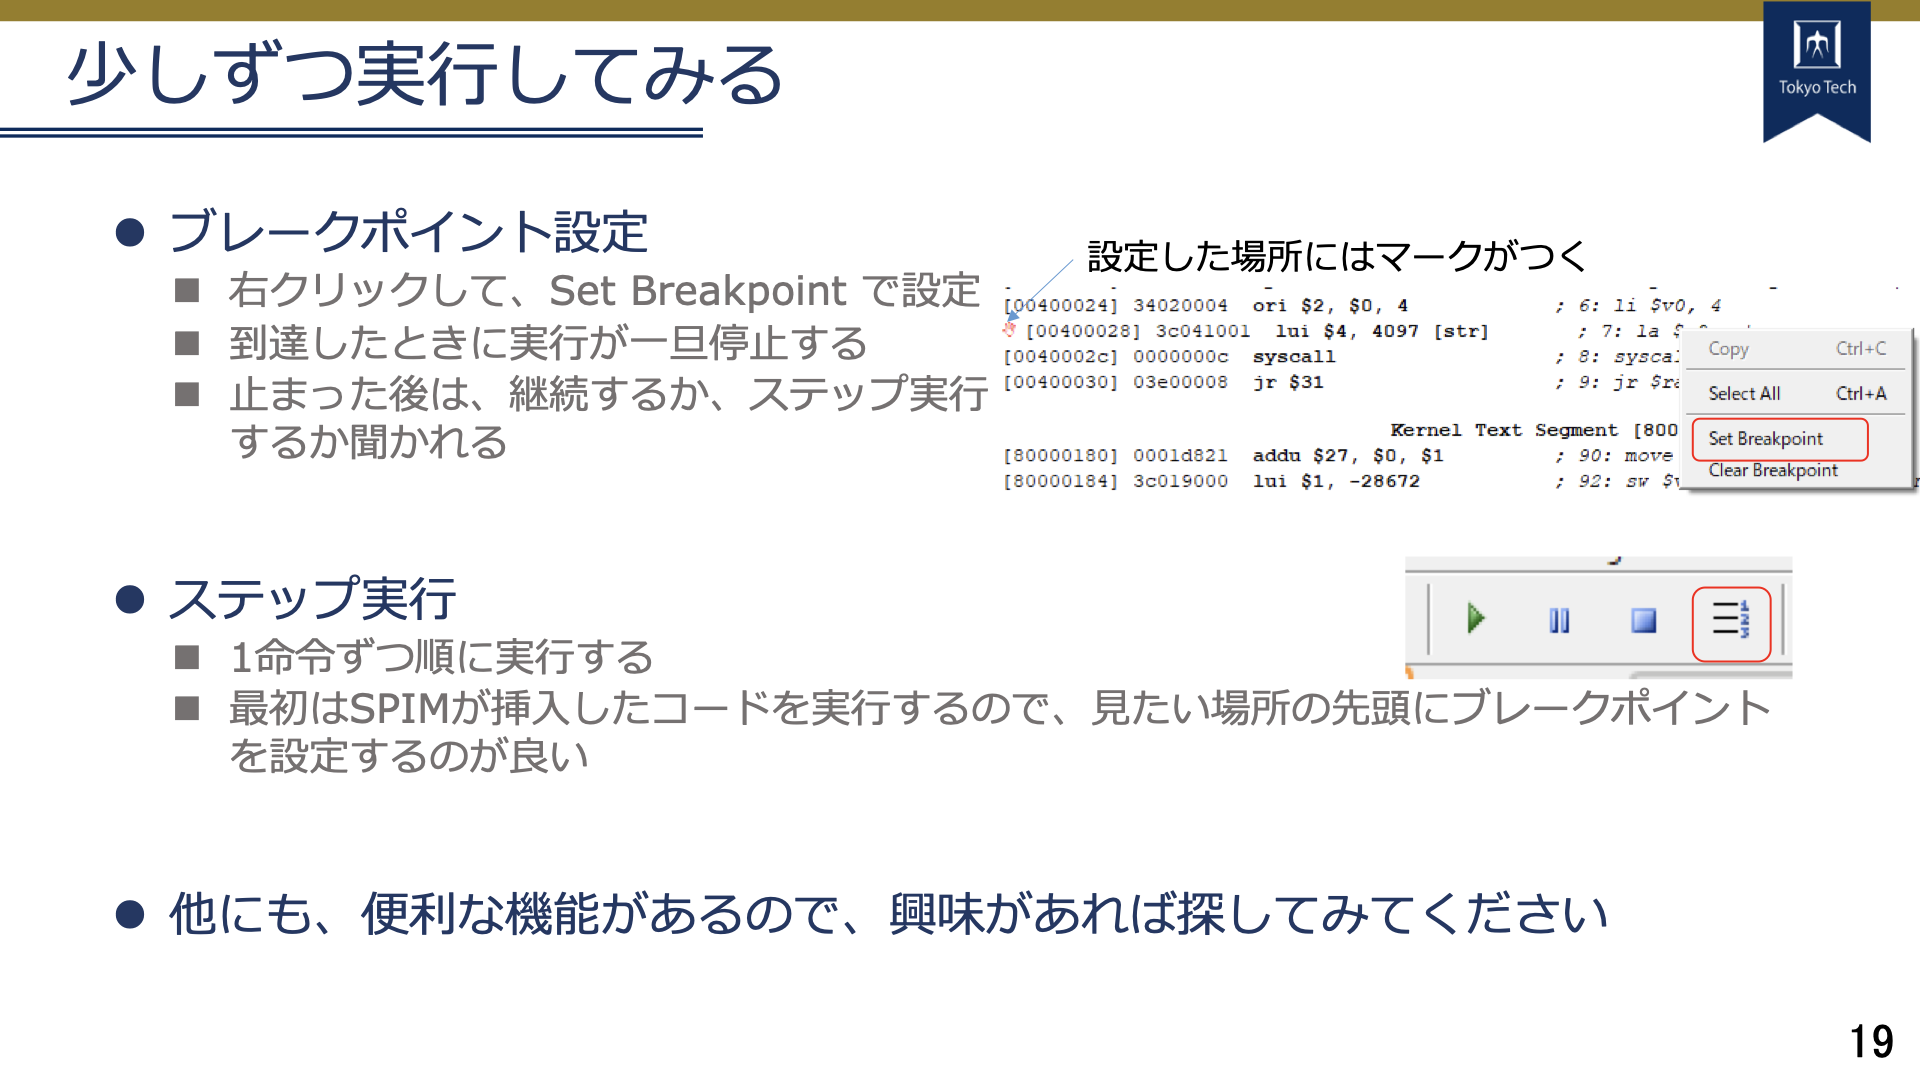 少しずつ実行してみる
Tokyo Tech
ブレークポイント設定
右クリックして、Set Breakpoint で設定
到達したときに実行が一旦停止する
止まった後は、継続するか、ステップ実行
するか聞かれる
設定した場所にはマークがつく
[00400024] 34020004 ori $2, $0, 4 ; 6: li $v0, 4
[00400028] 3c041001 lui $4, 4097 [str] ; 7: la $
[0040002c] 0000000c syscall ; 8: syscal
[00400030] 03e00008 jr $31 ; 9: jr $ra
Kernel Text Segment [800
[80000180] 0001d821 addu $27, $0, $1 ; 90: move
[80000184] 3c019000 lui $1, -28672 ; 92: sw $v
Copy Ctrl+C
Select All Ctrl+A
Set Breakpoint
Clear Breakpoint
ステップ実行
1命令ずつ順に実行する
最初はSPIMが挿入したコードを実行するので、見たい場所の先頭にブレークポイント
を設定するのが良い
他にも、便利な機能があるので、興味があれば探してみてください
19